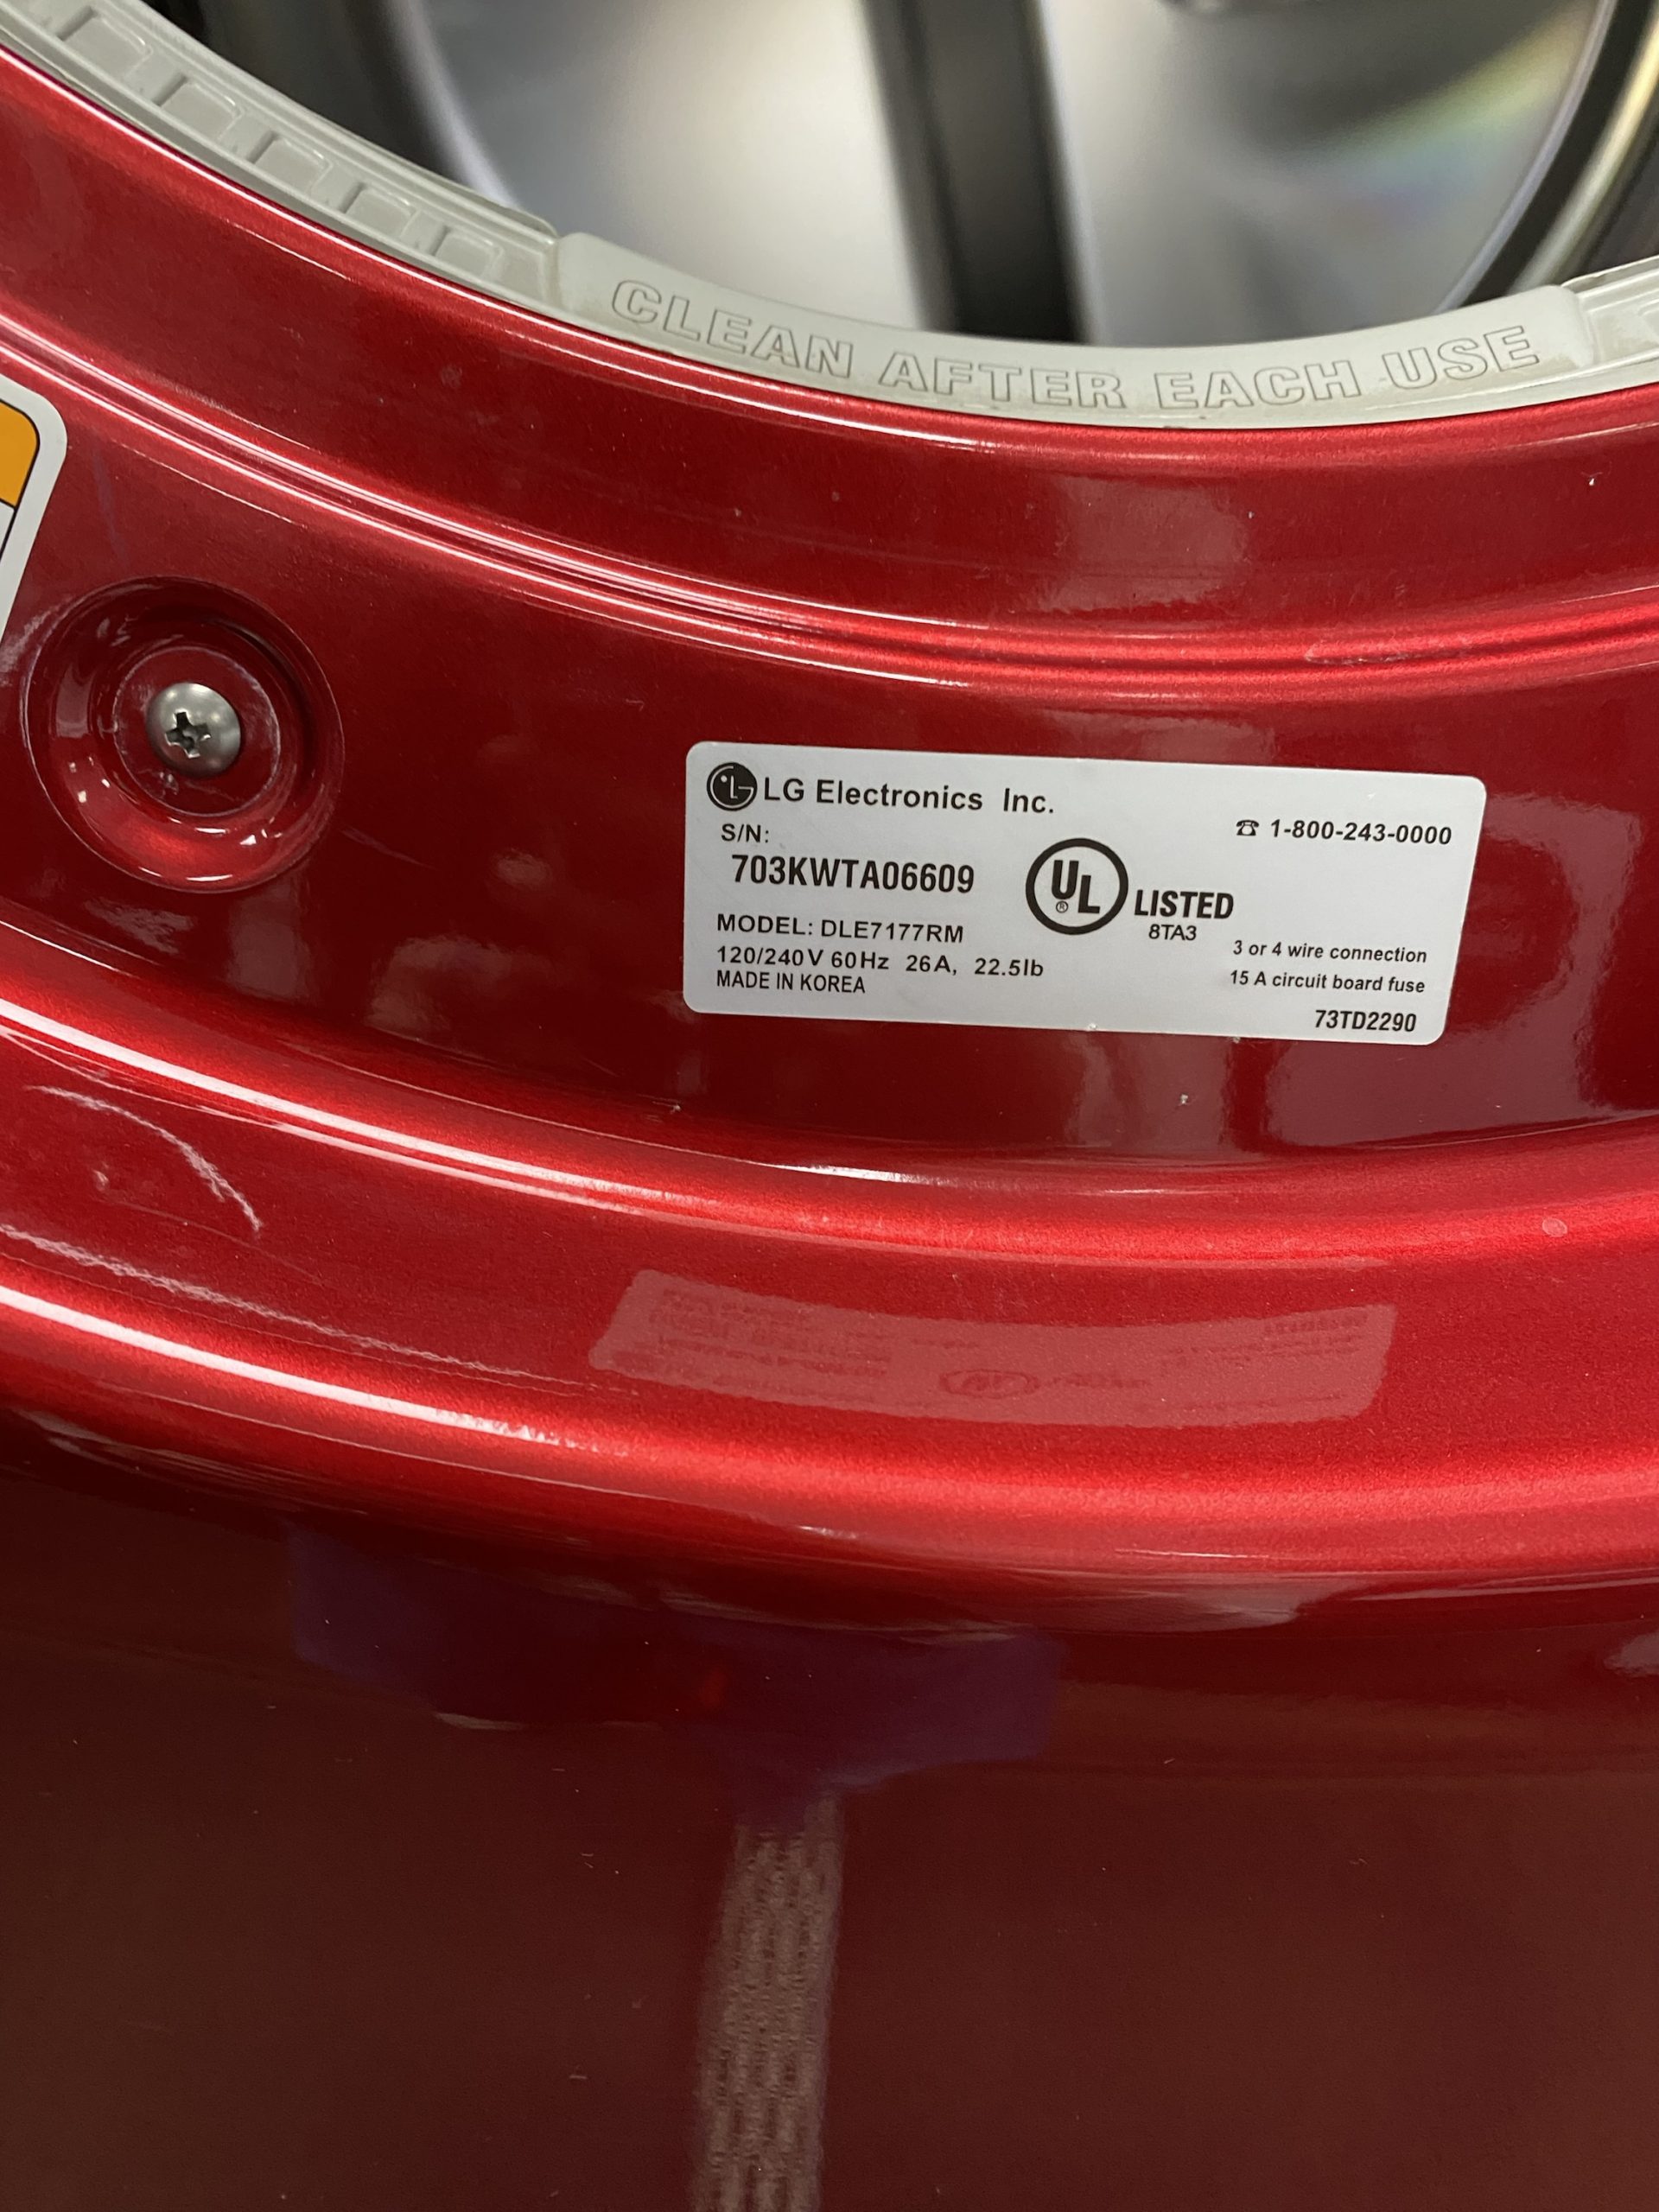 CLEAN AFTER EACH USE
LG Electronics Inc.
☎ 1-800-243-0000
S/N:
703KWTA06609
UL ® LISTED
8TA3
MODEL: DLE7177RM
120/240V 60Hz 26A, 22.5lb
MADE IN KOREA
3 or 4 wire connection
15 A circuit board fuse
73TD2290